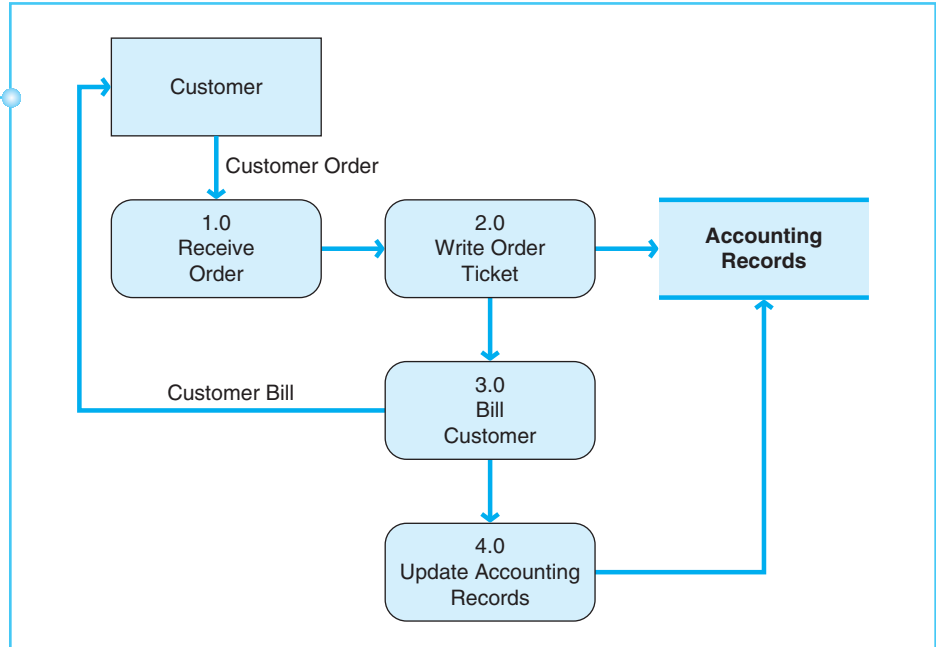 Customer
Customer Order
1.0
Receive
Order
2.0
Write Order
Ticket
Accounting
Records
Customer Bill
3.0
Bill
Customer
4.0
Update Accounting
Records